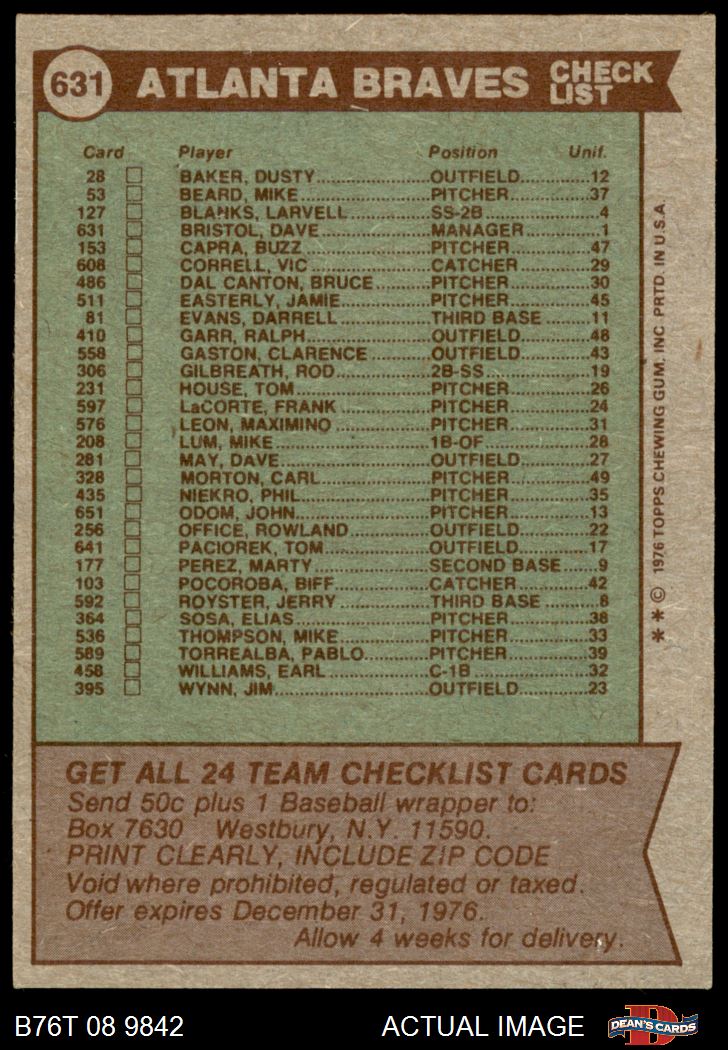 631 ATLANTA BRAVES CHECK LIST
Card Player Position Unif.
28 BAKER, DUSTY OUTFIELD 12
53 BEARD, MIKE PITCHER 37
127 BLANKS, LARVELL SS-2B 4
631 BRISTOL, DAVE MANAGER 1
153 CAPRA, BUZZ PITCHER 47
608 CORRELL, VIC CATCHER 29
486 DAL CANTON, BRUCE PITCHER 30
511 EASTERLY, JAMIE PITCHER 45
81 EVANS, DARRELL THIRD BASE 11
410 GARR, RALPH OUTFIELD 48
558 GASTON, CLARENCE OUTFIELD 43
306 GILBREATH, ROD 2B-SS 19
231 HOUSE, TOM PITCHER 26
597 LaCORTE, FRANK PITCHER 24
576 LEON, MAXIMINO PITCHER 31
208 LUM, MIKE 1B-OF 28
281 MAY, DAVE OUTFIELD 27
328 MORTON, CARL PITCHER 49
435 NIEKRO, PHIL PITCHER 35
651 ODOM, JOHN PITCHER 13
256 OFFICE, ROWLAND OUTFIELD 22
641 PACIOREK, TOM OUTFIELD 17
177 PEREZ, MARTY SECOND BASE 9
103 POCOROBA, BIFF CATCHER 42
592 ROYSTER, JERRY THIRD BASE 8
364 SOSA, ELIAS PITCHER 38
536 THOMPSON, MIKE PITCHER 33
589 TORREALBA, PABLO PITCHER 39
458 WILLIAMS, EARL C-1B 32
395 WYNN, JIM OUTFIELD 23
* * © 1976 TOPPS CHEWING GUM, INC. PRTD. IN U.S.A.
GET ALL 24 TEAM CHECKLIST CARDS
Send 50c plus 1 Baseball wrapper to:
Box 7630 Westbury, N.Y. 11590.
PRINT CLEARLY, INCLUDE ZIP CODE
Void where prohibited, regulated or taxed.
Offer expires December 31, 1976.
Allow 4 weeks for delivery.
B76T 08 9842 ACTUAL IMAGE D DEAN'S CARDS